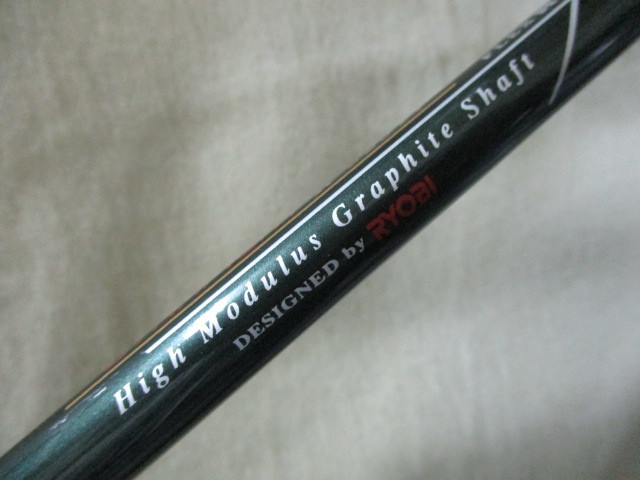 High Modulus Graphite Shaft
DESIGNED by RYOBI